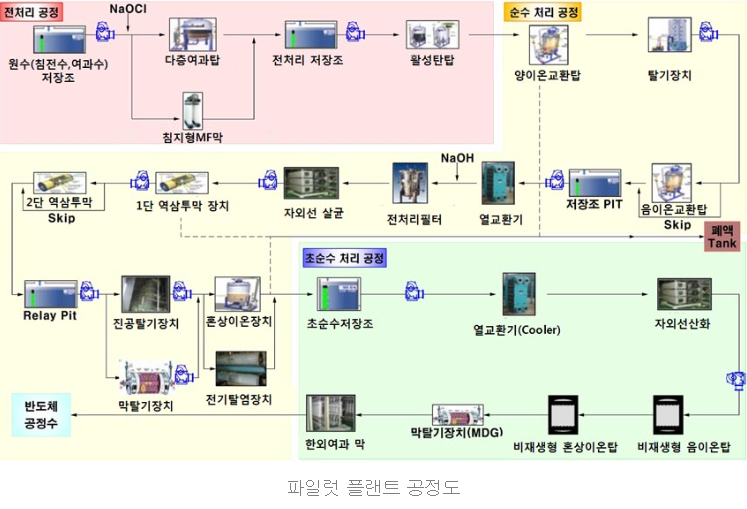 전처리 공정
NaOCl
원수(침전수,여과수)
저장조
다층여과탑
전처리 저장조
활성탄탑
침지형MF막
순수 처리 공정
양이온교환탑
탈기장치
2단 역삼투막
Skip
1단 역삼투막 장치
자외선 살균
전처리필터
NaOH
열교환기
저장조 PIT
음이온교환탑
Skip
폐액
Tank
Relay Pit
진공탈기장치
혼상이온장치
막탈기장치
전기탈염장치
초순수 처리 공정
초순수저장조
열교환기(Cooler)
자외선산화
반도체
공정수
한외여과 막
막탈기장치(MDG)
비재생형 혼상이온탑
비재생형 음이온탑
파일럿 플랜트 공정도